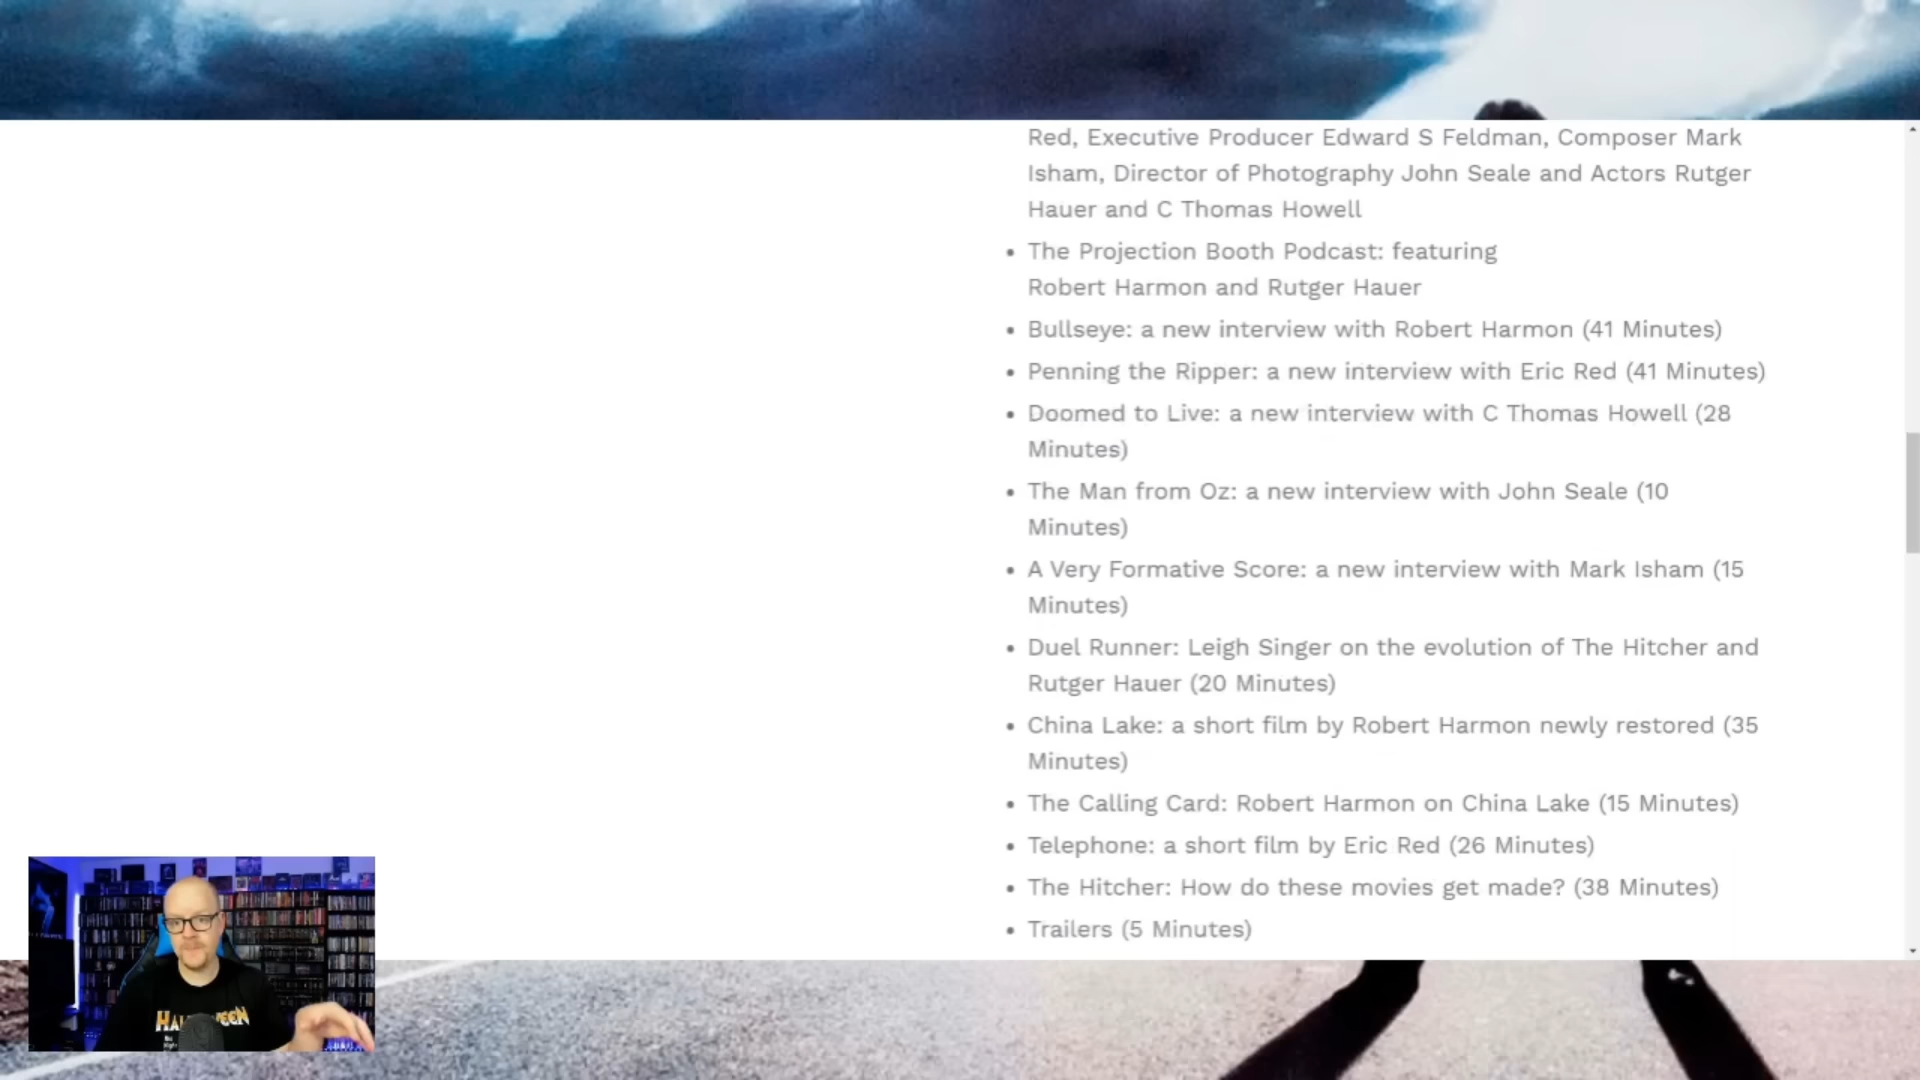 Red, Executive Producer Edward S Feldman, Composer Mark
Isham, Director of Photography John Seale and Actors Rutger
Hauer and C Thomas Howell
• The Projection Booth Podcast: featuring
Robert Harmon and Rutger Hauer
• Bullseye: a new interview with Robert Harmon (41 Minutes)
• Penning the Ripper: a new interview with Eric Red (41 Minutes)
• Doomed to Live: a new interview with C Thomas Howell (28
Minutes)
• The Man from Oz: a new interview with John Seale (10
Minutes)
• A Very Formative Score: a new interview with Mark Isham (15
Minutes)
• Duel Runner: Leigh Singer on the evolution of The Hitcher and
Rutger Hauer (20 Minutes)
• China Lake: a short film by Robert Harmon newly restored (35
Minutes)
• The Calling Card: Robert Harmon on China Lake (15 Minutes)
• Telephone: a short film by Eric Red (26 Minutes)
• The Hitcher: How do these movies get made? (38 Minutes)
• Trailers (5 Minutes)